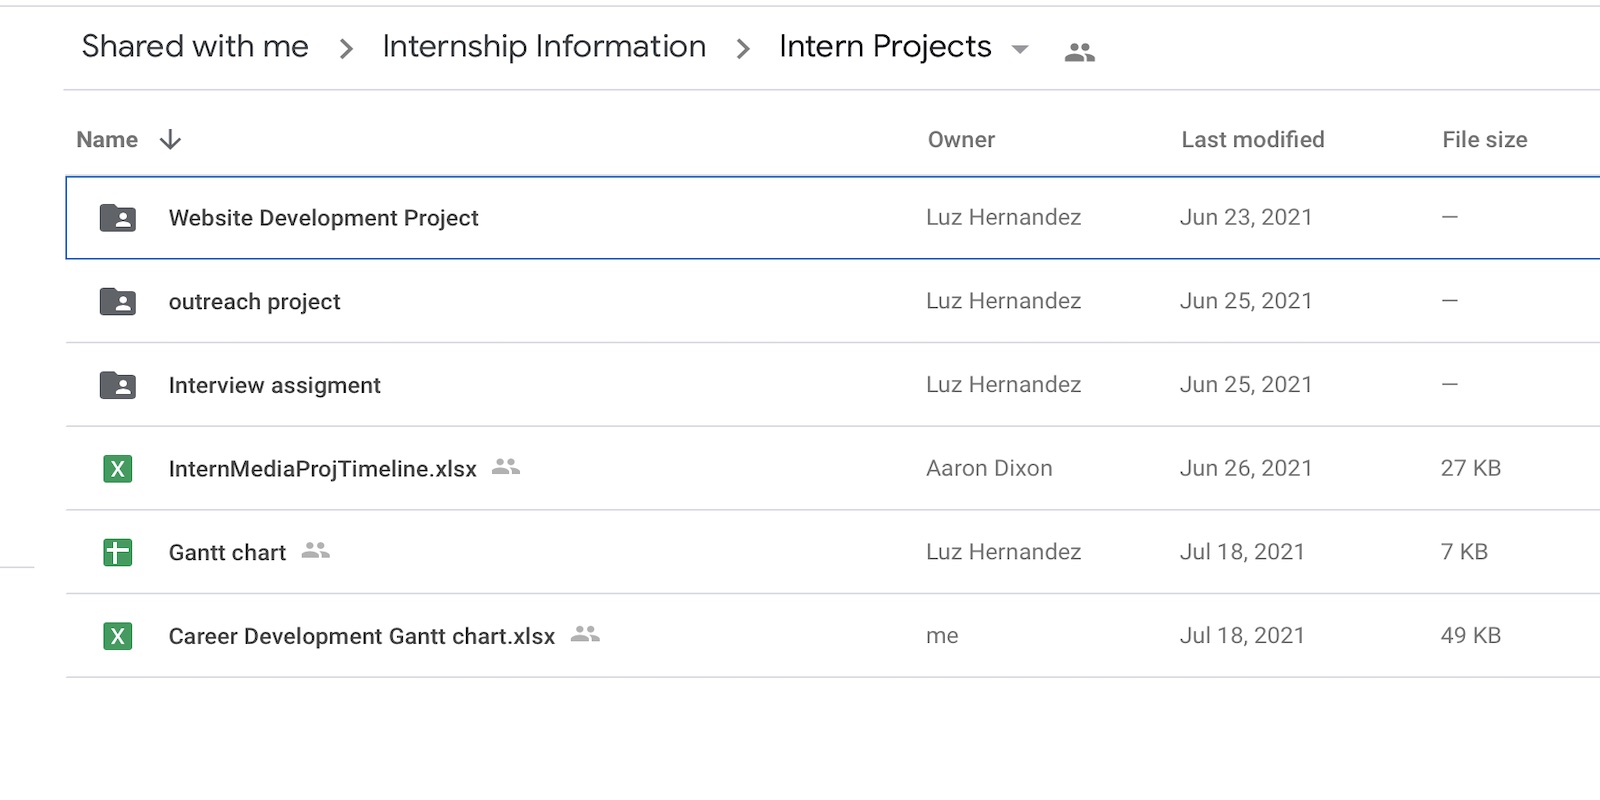 Shared with me > Internship Information > Intern Projects
Name Owner Last modified File size
Website Development Project Luz Hernandez Jun 23, 2021 —
outreach project Luz Hernandez Jun 25, 2021 —
Interview assigment Luz Hernandez Jun 25, 2021 —
X InternMediaProjTimeline.xlsx Aaron Dixon Jun 26, 2021 27 KB
Gantt chart Luz Hernandez Jul 18, 2021 7 KB
X Career Development Gantt chart.xlsx me Jul 18, 2021 49 KB